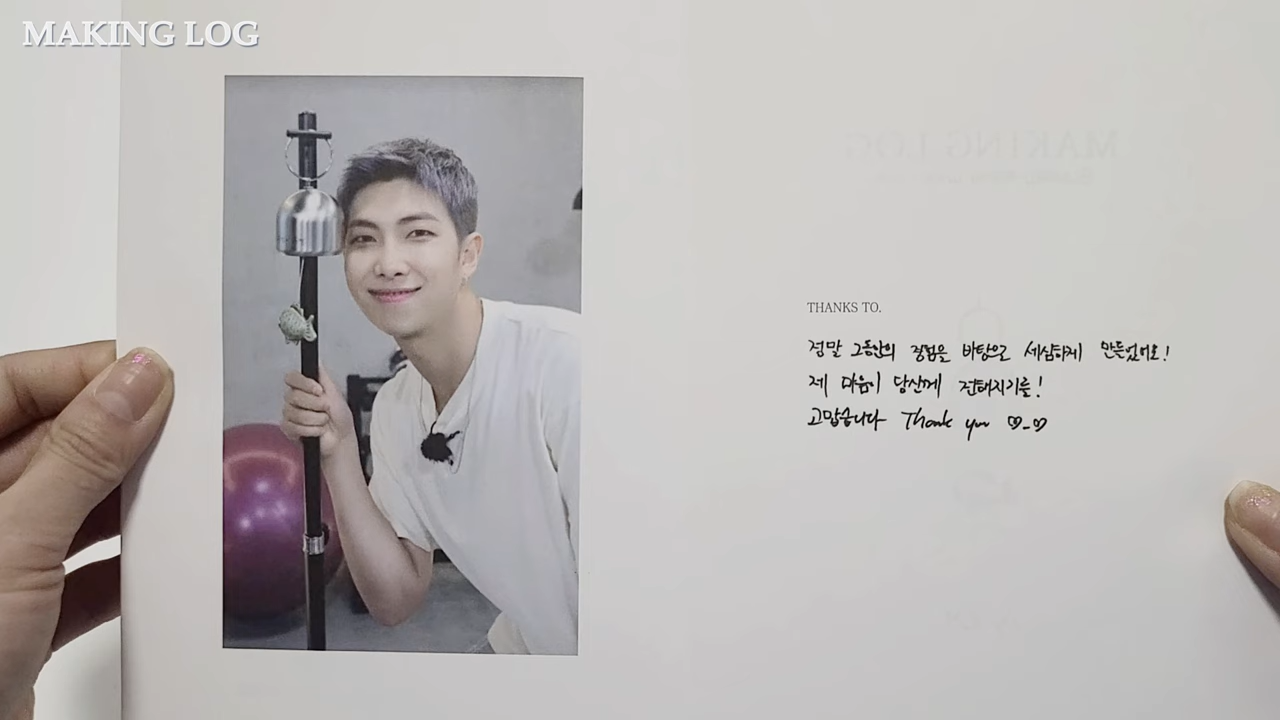 MAKING LOG
THANKS TO.
정말 그동안의 경험을 바탕으로 세심하게 만들었어요!
제 마음이 당신께 전해지기를!
고맙습니다 Thank you ♡_♡